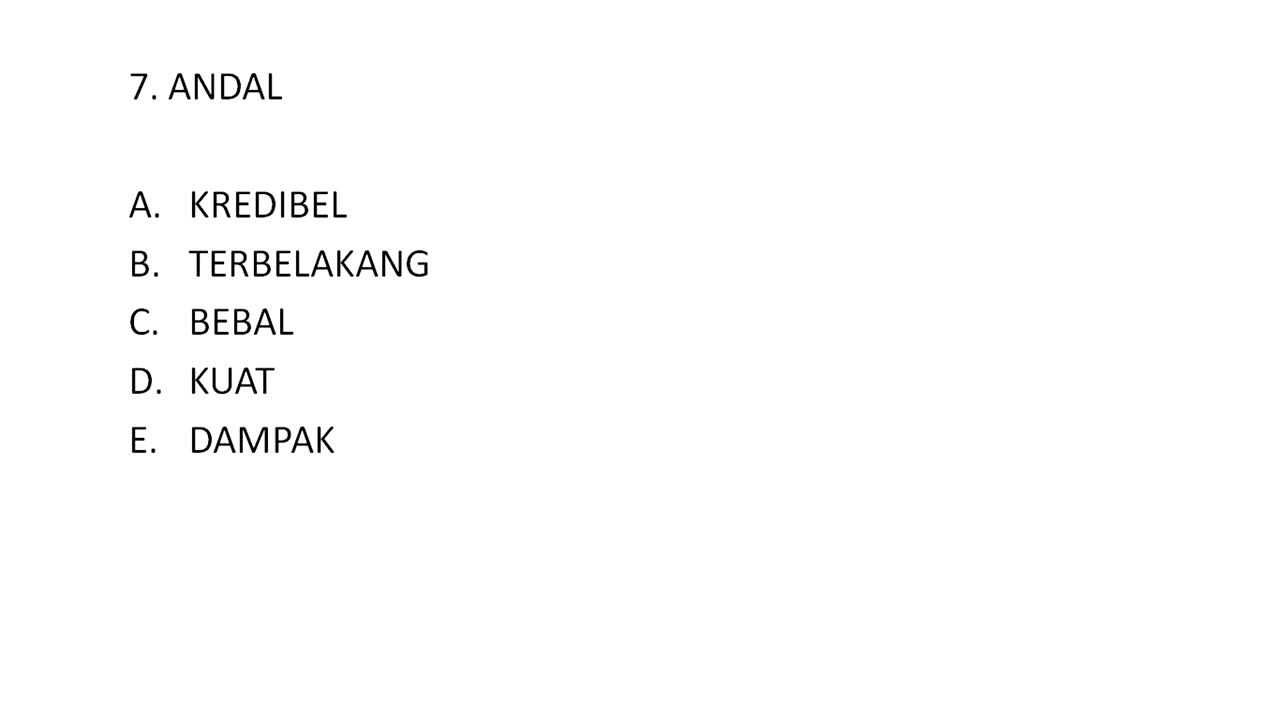 7. ANDAL
A. KREDIBEL
B. TERBELAKANG
C. BEBAL
D. KUAT
E. DAMPAK